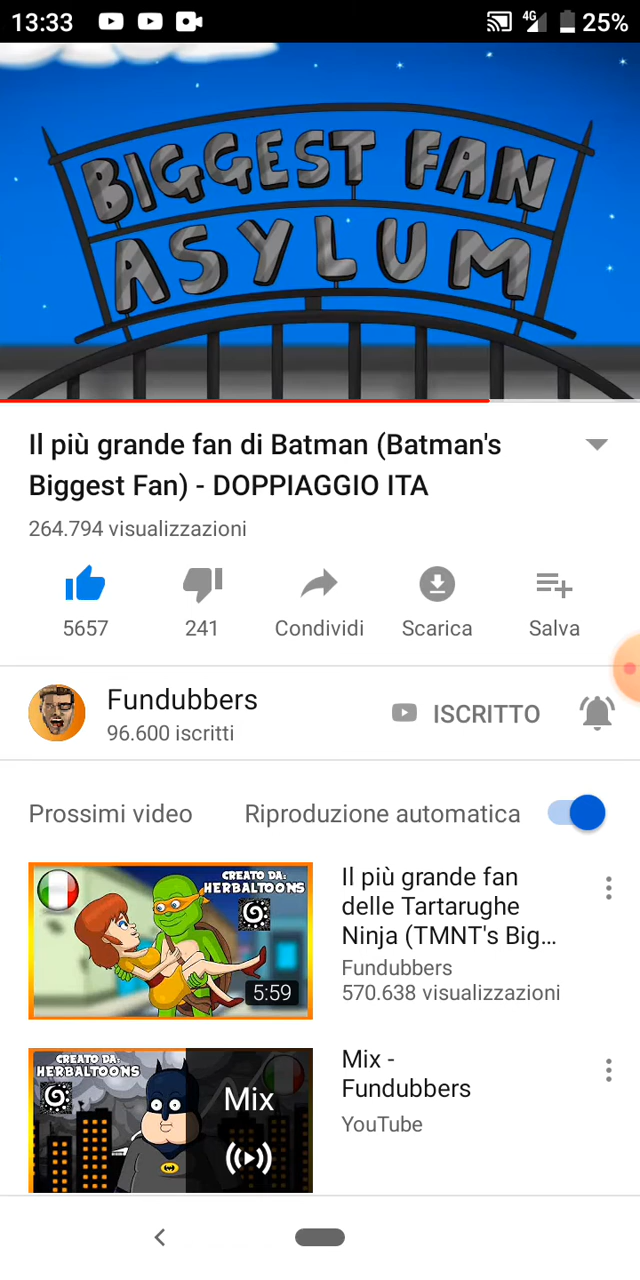 13:33
4G
25%
BIGGEST FAN
ASYLUM
Il più grande fan di Batman (Batman's
Biggest Fan) - DOPPIAGGIO ITA
264.794 visualizzazioni
5657
241
Condividi
Scarica
Salva
Fundubbers
96.600 iscritti
ISCRITTO
Prossimi video
Riproduzione automatica
CREATO DA:
HERBALTOONS
5:59
Il più grande fan
delle Tartarughe
Ninja (TMNT's Big...
Fundubbers
570.638 visualizzazioni
CREATO DA:
HERBALTOONS
Mix
Mix -
Fundubbers
YouTube